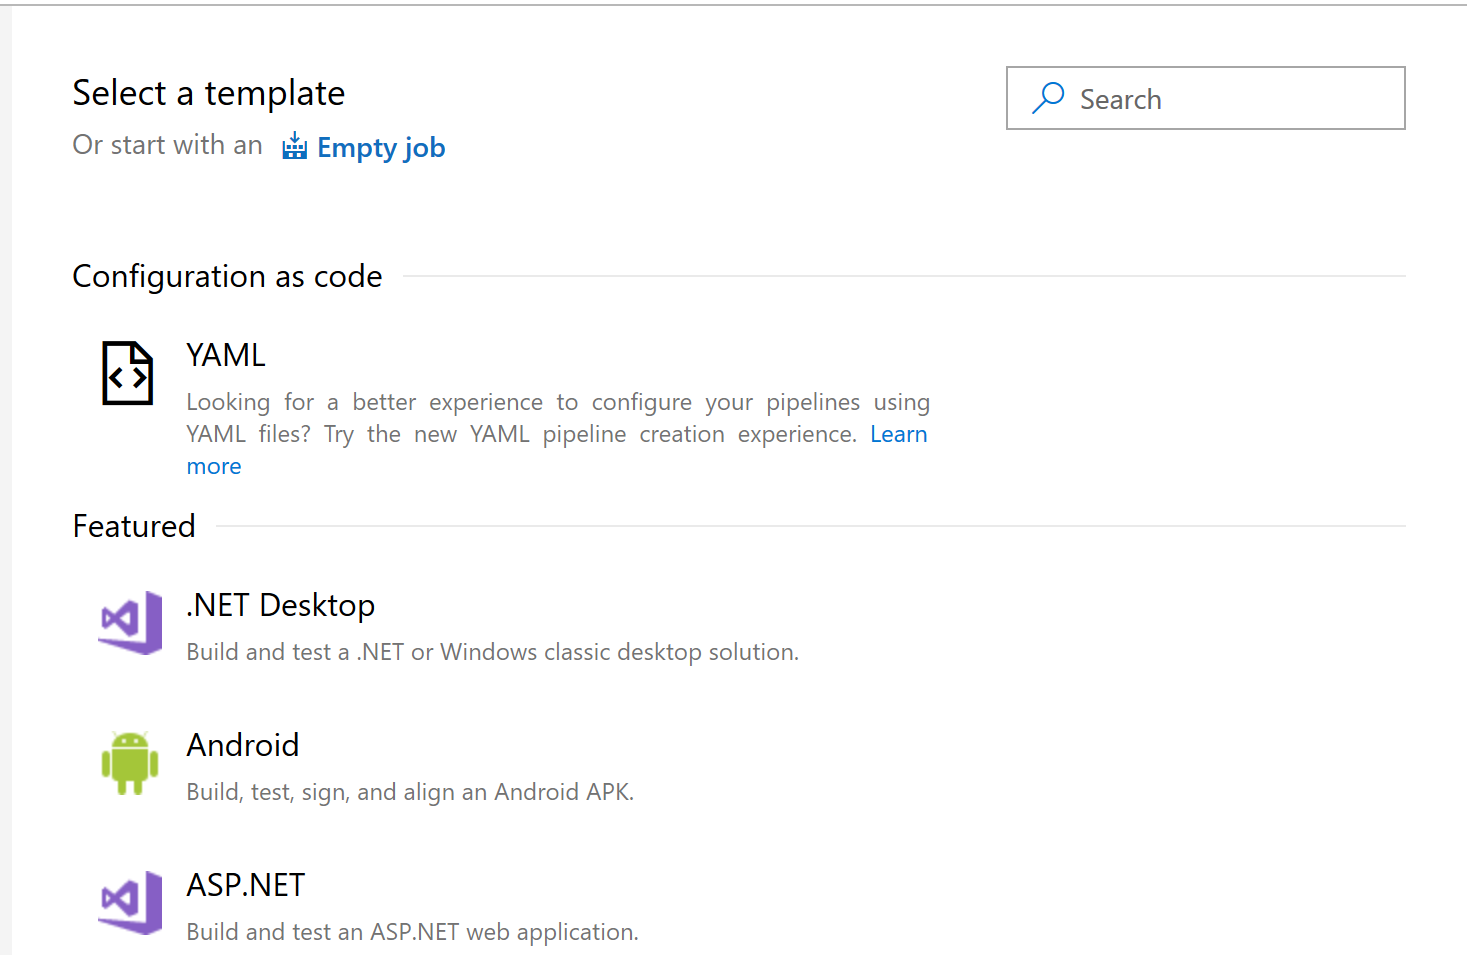 Select a template
Search
Or start with an Empty job
Configuration as code
YAML
Looking for a better experience to configure your pipelines using
YAML files? Try the new YAML pipeline creation experience. Learn
more
Featured
.NET Desktop
Build and test a .NET or Windows classic desktop solution.
Android
Build, test, sign, and align an Android APK.
ASP.NET
Build and test an ASP.NET web application.